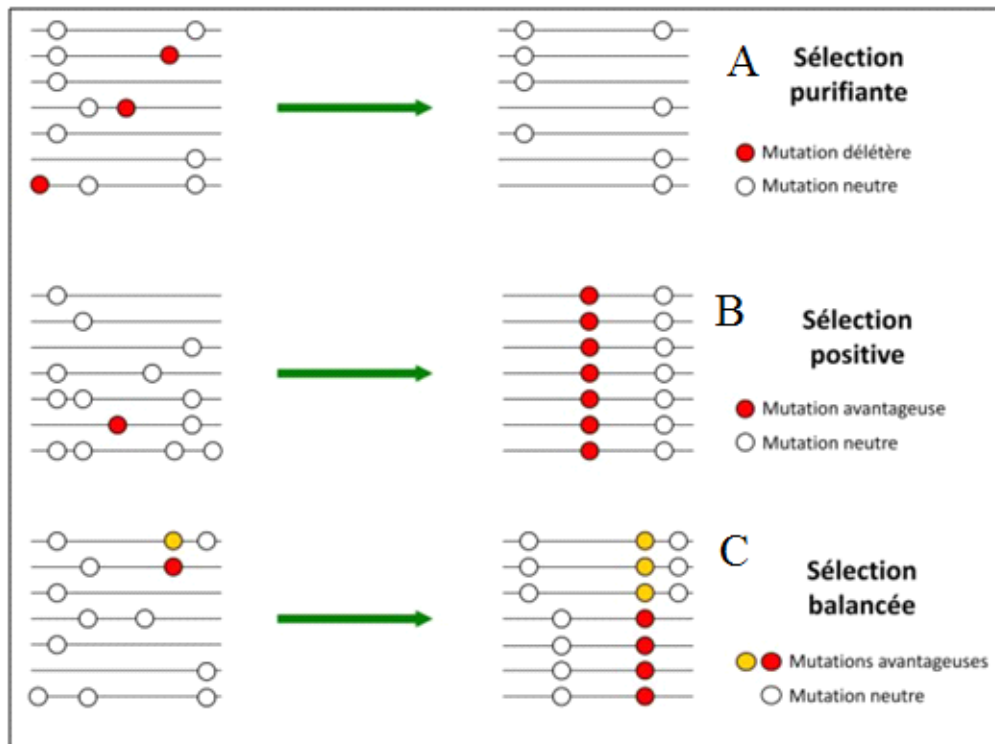 A
Sélection
purifiante
Mutation délétère
Mutation neutre
B
Sélection
positive
Mutation avantageuse
Mutation neutre
C
Sélection
balancée
Mutations avantageuses
Mutation neutre